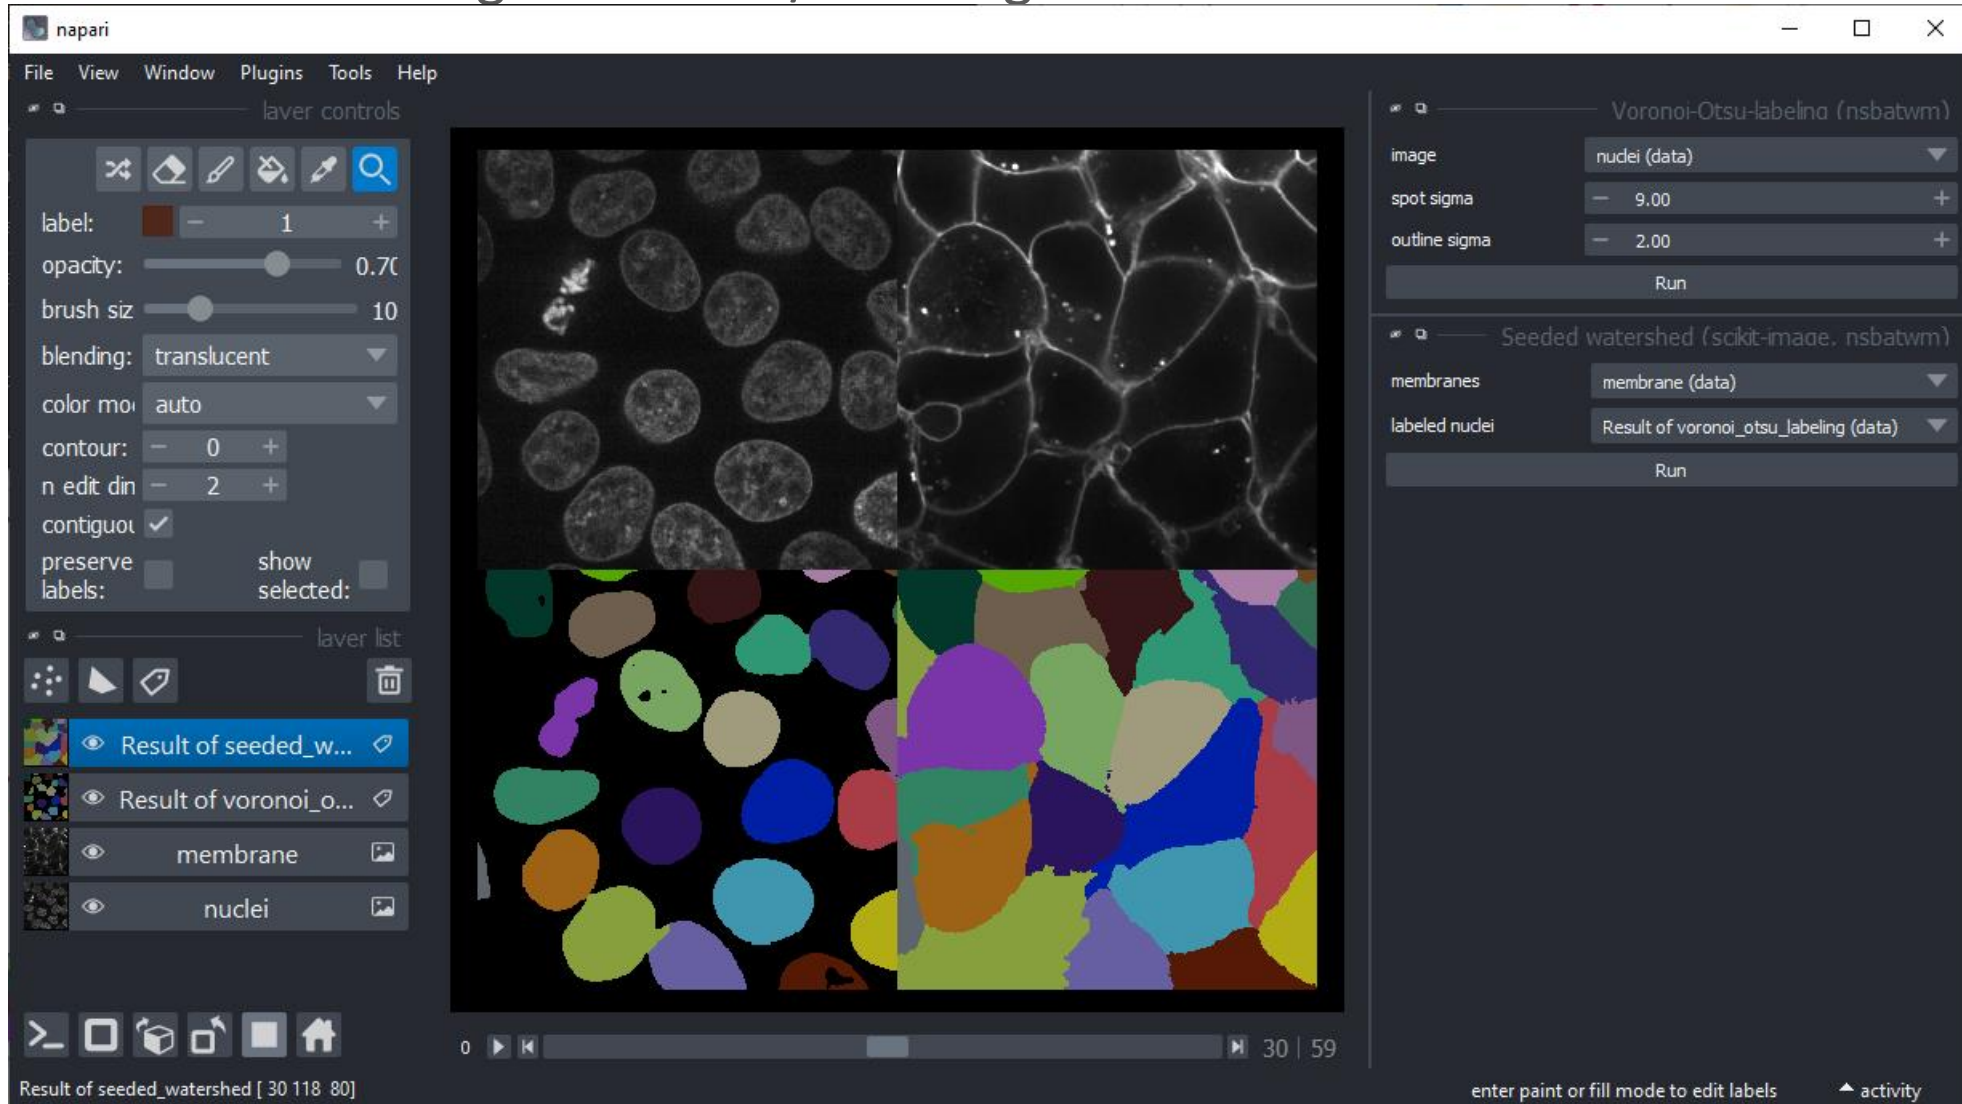 napari
File View Window Plugins Tools Help
layer controls
label: 1
opacity: 0.70
brush siz 10
blending: translucent
color mo auto
contour: 0
n edit din 2
contiguou
preserve labels:
show selected:
layer list
Result of seeded_w...
Result of voronoi_o...
membrane
nuclei
0
30 | 59
Voronoi-Otsu-labeling (nsbatwm)
image nuclei (data)
spot sigma 9.00
outline sigma 2.00
Run
Seeded watershed (scikit-image, nsbatwm)
membranes membrane (data)
labeled nuclei Result of voronoi_otsu_labeling (data)
Run
Result of seeded_watershed [ 30 118 80]
enter paint or fill mode to edit labels
activity